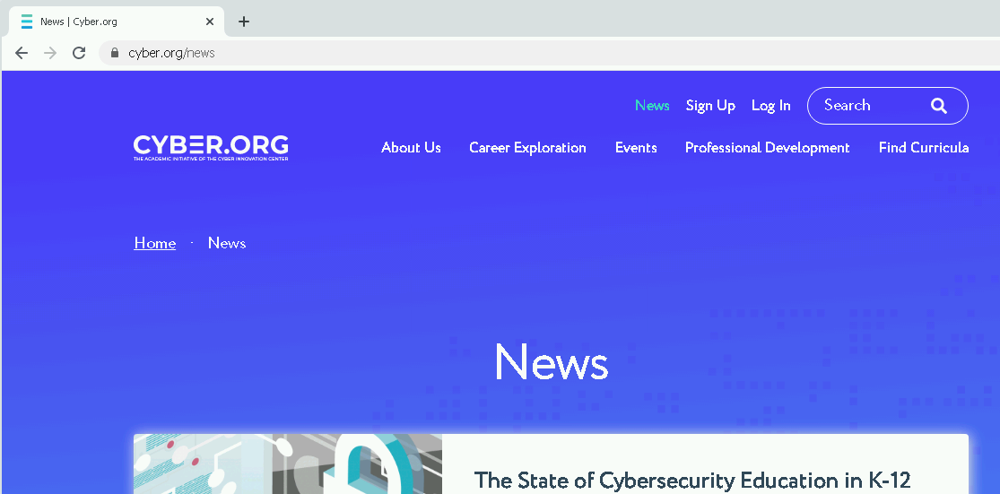 News | Cyber.org
cyber.org/news
News Sign Up Log In Search
CYBER.ORG
THE ACADEMIC INITIATIVE OF THE CYBER INNOVATION CENTER
About Us Career Exploration Events Professional Development Find Curricula
Home · News
News
The State of Cybersecurity Education in K-12